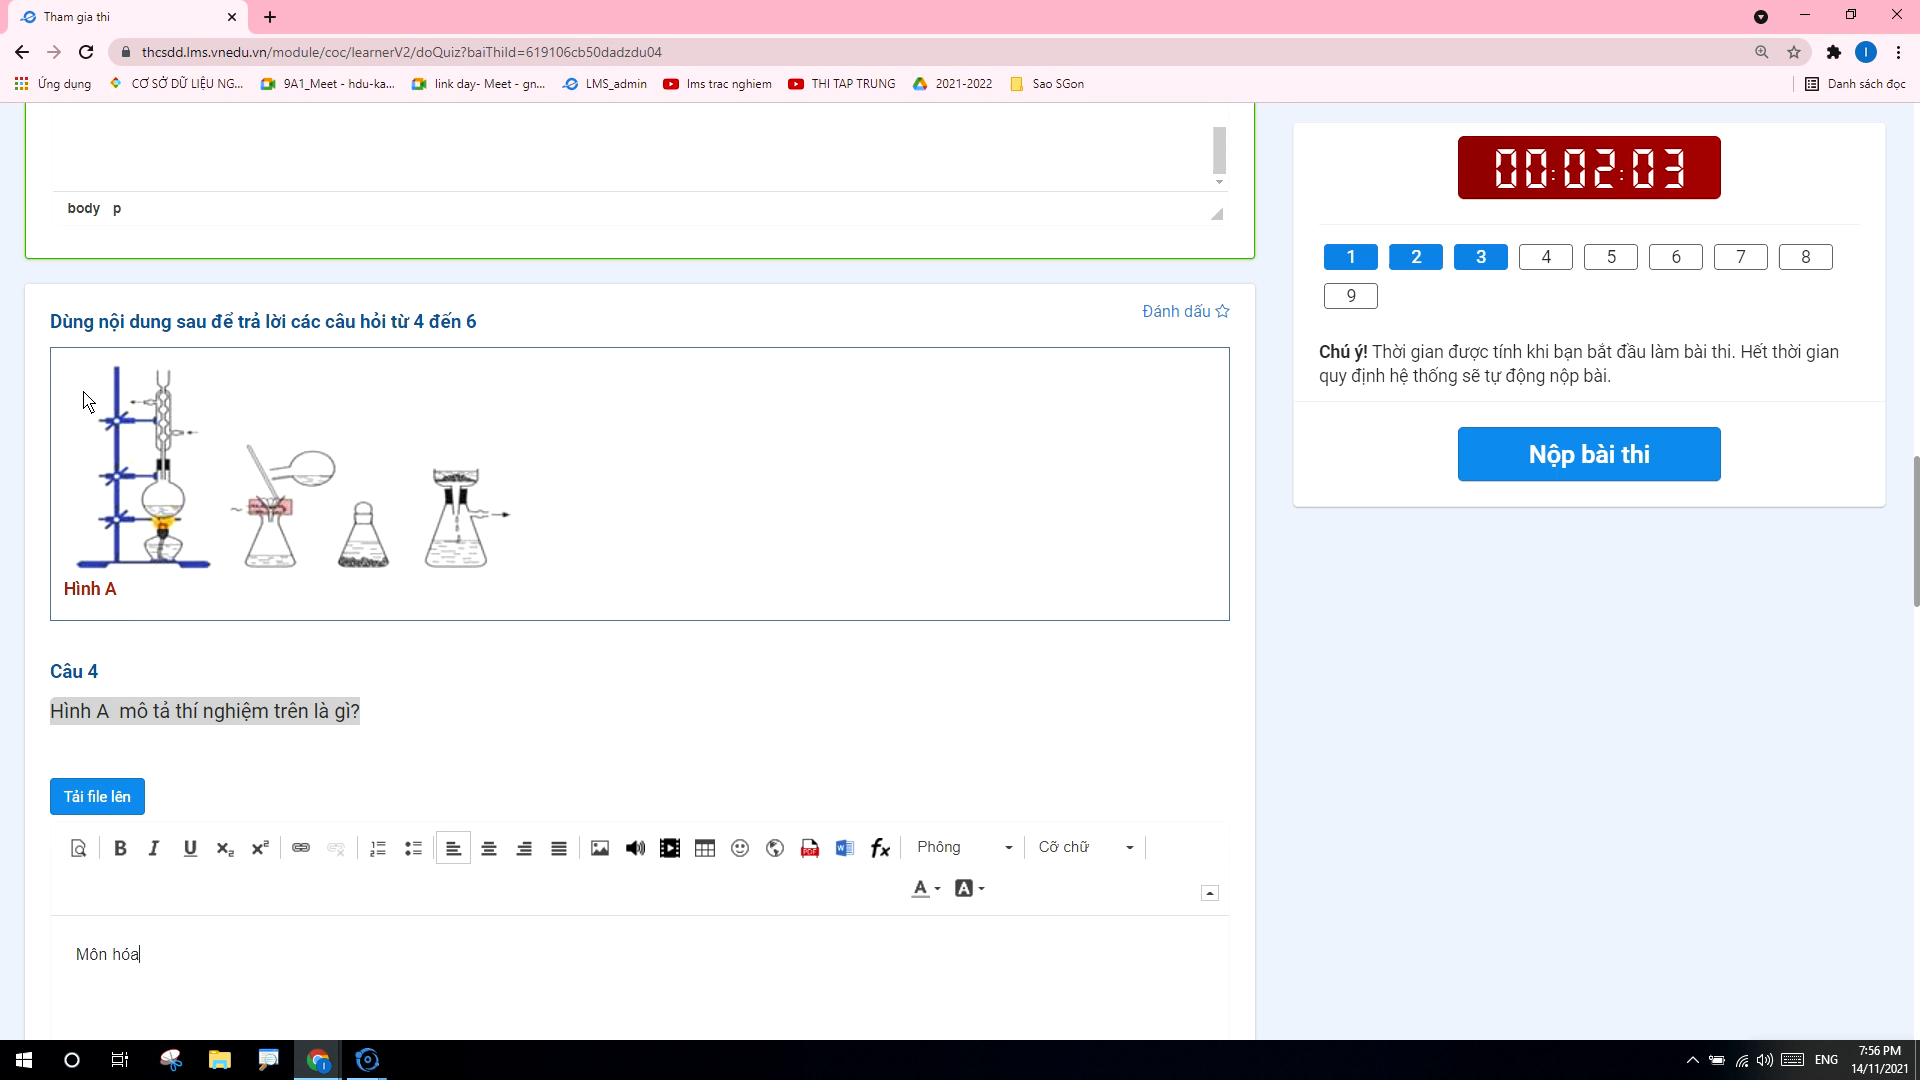 Tham gia thi
thcsdd.lms.vnedu.vn/module/coc/learnerV2/doQuiz?baiThiId=619106cb50dadzdu04
Ứng dụng
CƠ SỞ DỮ LIỆU NG...
9A1_Meet - hdu-ka...
link day- Meet - gn...
LMS_admin
lms trac nghiem
THI TAP TRUNG
2021-2022
Sao SGon
Danh sách đọc
body p
00:02:03
1 2 3 4 5 6 7 8
9
Chú ý! Thời gian được tính khi bạn bắt đầu làm bài thi. Hết thời gian
quy định hệ thống sẽ tự động nộp bài.
Nộp bài thi
Đánh dấu
Dùng nội dung sau để trả lời các câu hỏi từ 4 đến 6
Hình A
Câu 4
Hình A mô tả thí nghiệm trên là gì?
Tải file lên
Phông
Cỡ chữ
Môn hóa
ENG
7:56 PM
14/11/2021